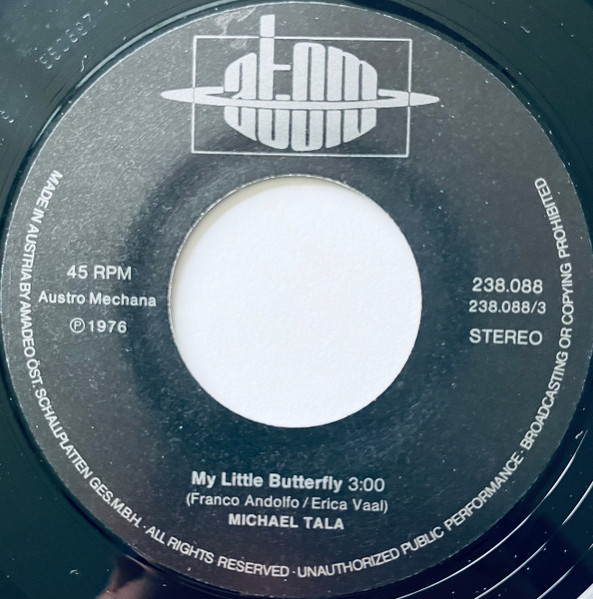 atom
audio
45 RPM
Austro Mechana
Ⓟ 1976
238.088
238.088/3
STEREO
My Little Butterfly 3:00
(Franco Andolfo / Erica Vaal)
MICHAEL TALA
MADE IN AUSTRIA BY AMADEO ÖST. SCHALLPLATTEN GES.M.B.H. · ALL RIGHTS RESERVED · UNAUTHORIZED PUBLIC PERFORMANCE · BROADCASTING OR COPYING PROHIBITED